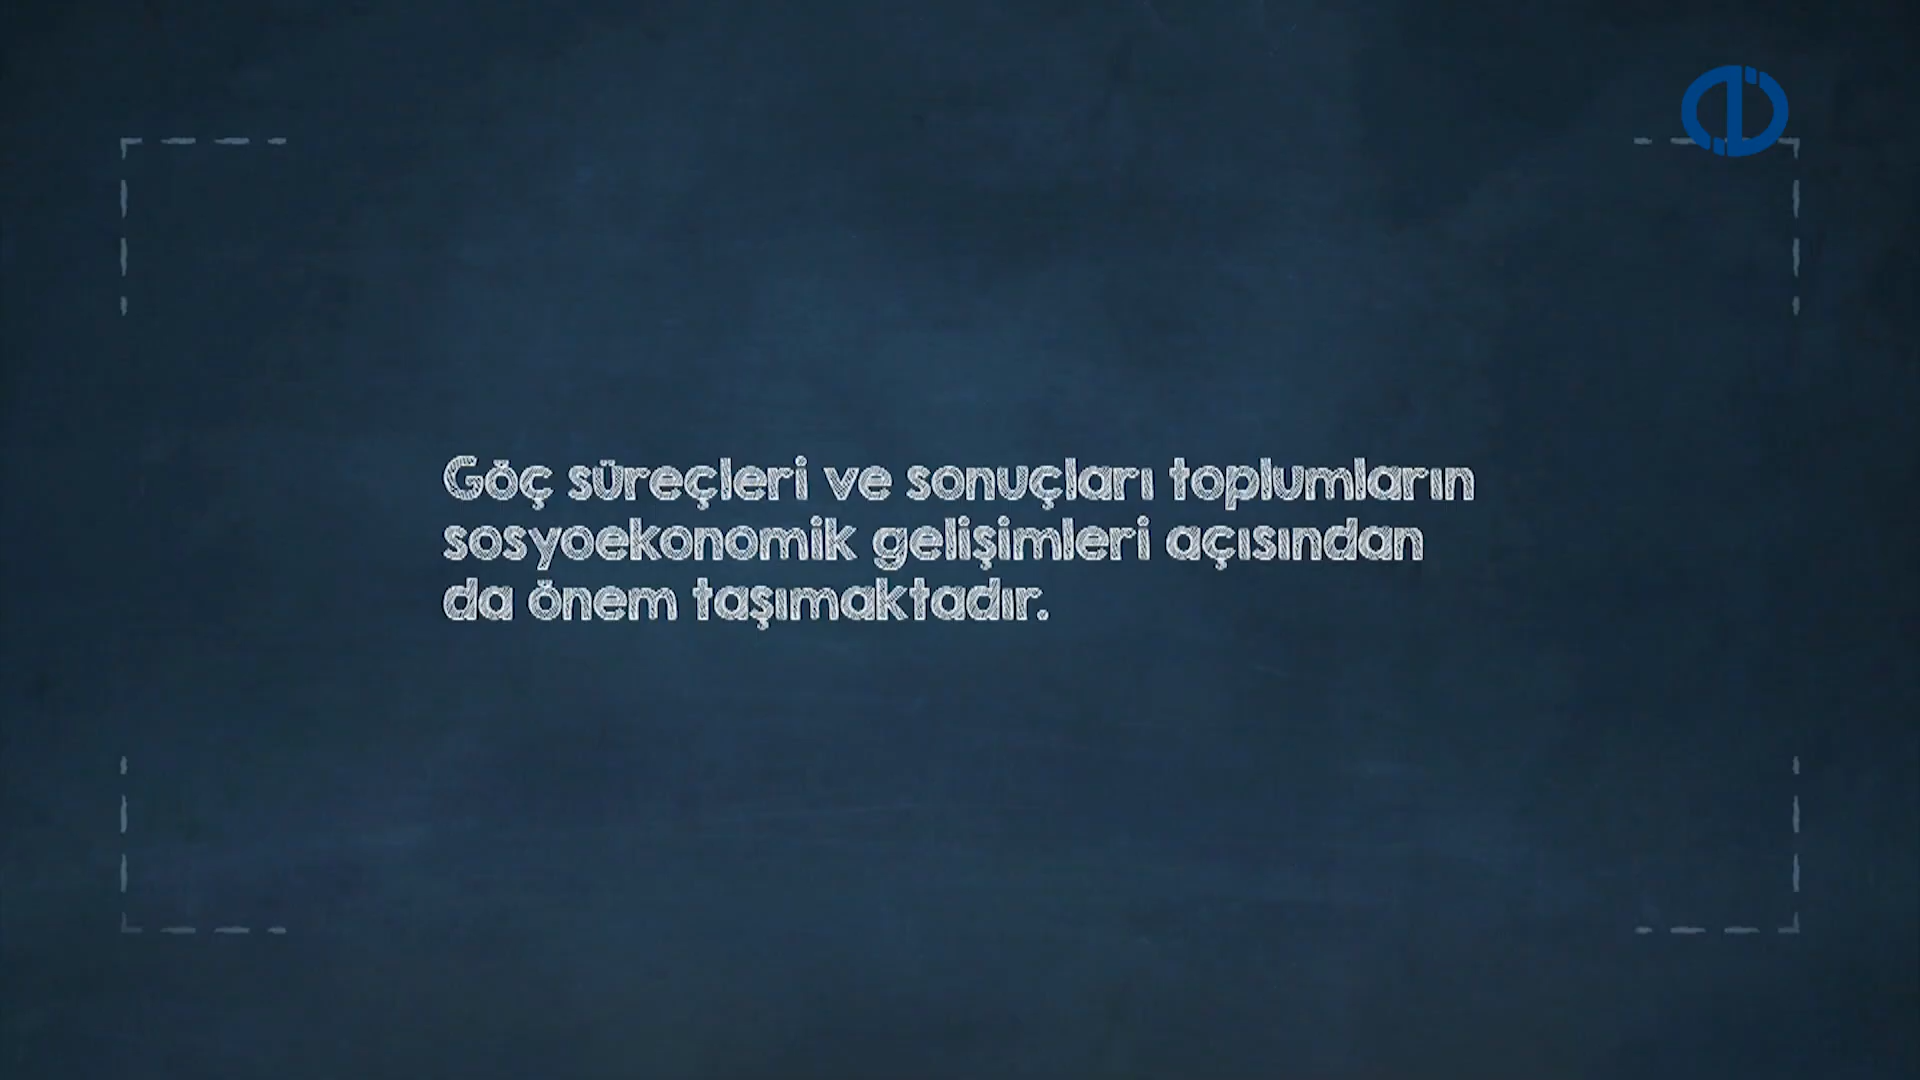 Göç süreçleri ve sonuçları toplumların
sosyoekonomik gelişimleri açısından
da önem taşımaktadır.